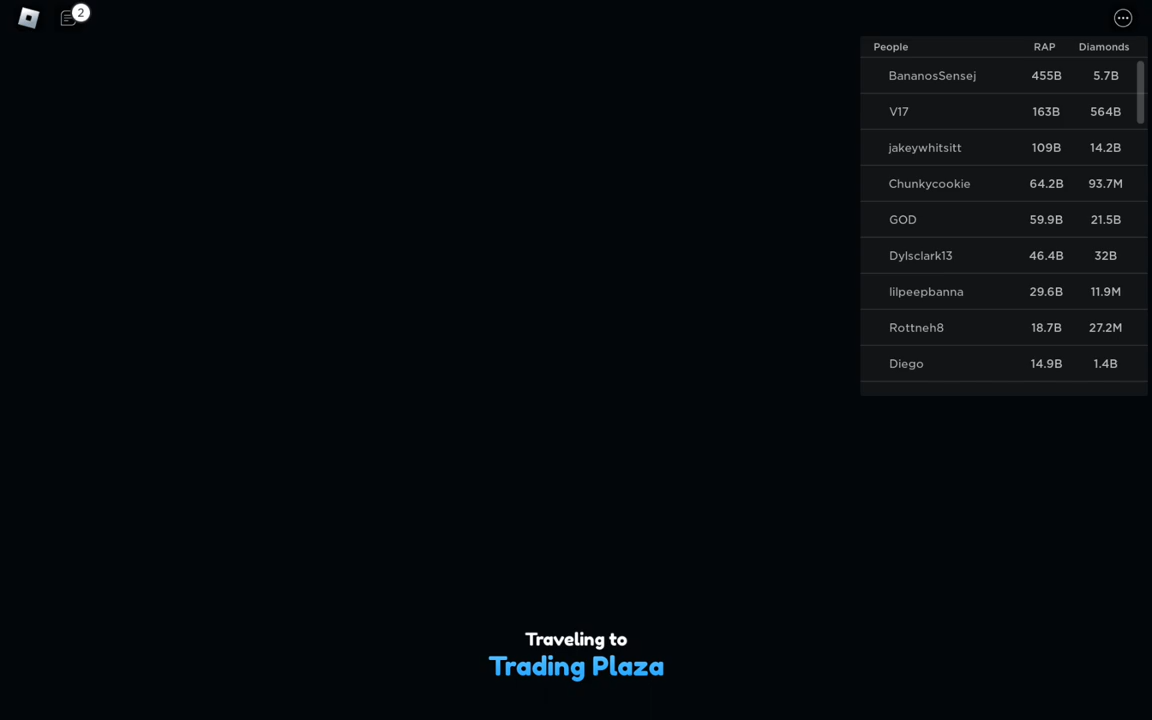 2
People RAP Diamonds
BananosSensej 455B 5.7B
V17 163B 564B
jakeywhitsitt 109B 14.2B
Chunkycookie 64.2B 93.7M
GOD 59.9B 21.5B
Dylsclark13 46.4B 32B
lilpeepbanna 29.6B 11.9M
Rottneh8 18.7B 27.2M
Diego 14.9B 1.4B
Traveling to
Trading Plaza